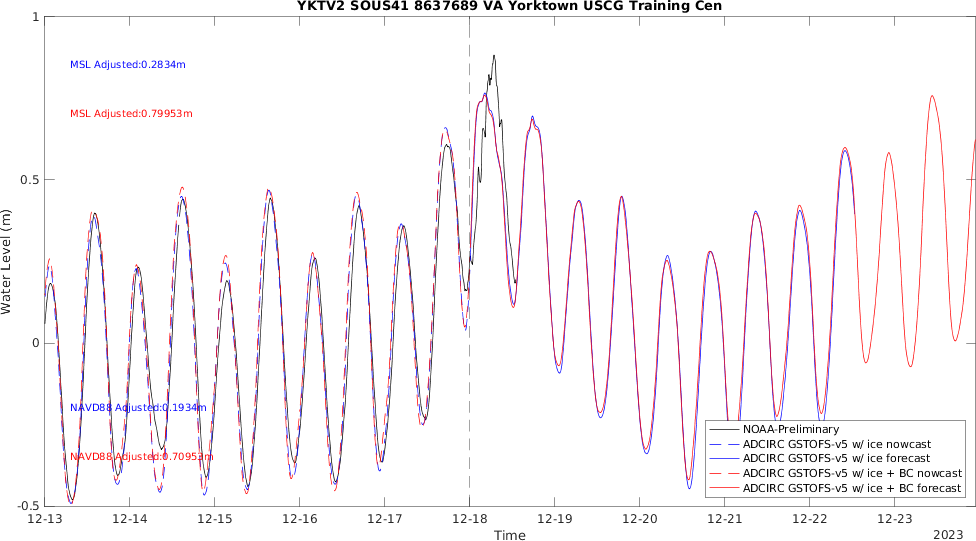 YKTV2 SOUS41 8637689 VA Yorktown USCG Training Cen
MSL Adjusted:0.2834m
MSL Adjusted:0.79953m
NAVD88 Adjusted:0.1934m
NAVD88 Adjusted:0.70953m
Water Level (m)
1
0.5
0
-0.5
12-13
12-14
12-15
12-16
12-17
12-18
12-19
12-20
12-21
12-22
12-23
Time
2023
NOAA-Preliminary
ADCIRC GSTOFS-v5 w/ ice nowcast
ADCIRC GSTOFS-v5 w/ ice forecast
ADCIRC GSTOFS-v5 w/ ice + BC nowcast
ADCIRC GSTOFS-v5 w/ ice + BC forecast